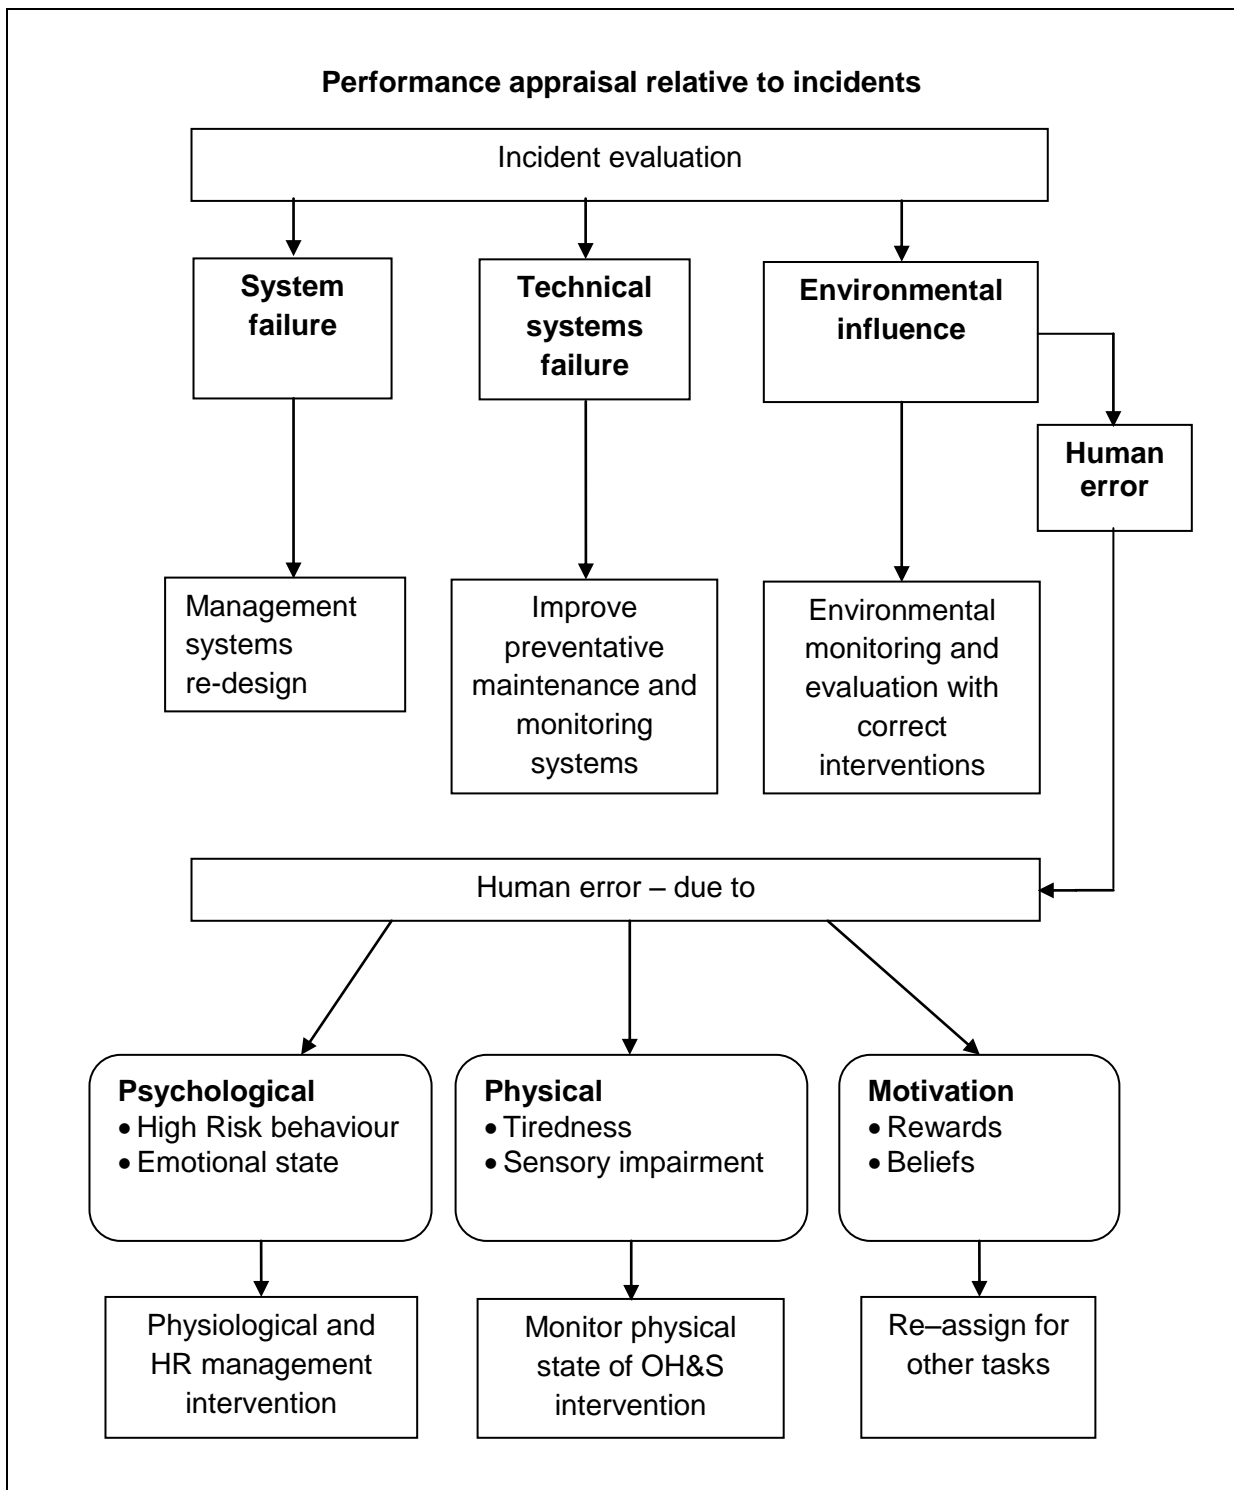 Performance appraisal relative to incidents
Incident evaluation
System
failure
Technical
systems
failure
Environmental
influence
Human
error
Management
systems
re-design
Improve
preventative
maintenance and
monitoring
systems
Environmental
monitoring and
evaluation with
correct
interventions
Human error – due to
Psychological
• High Risk behaviour
• Emotional state
Physical
• Tiredness
• Sensory impairment
Motivation
• Rewards
• Beliefs
Physiological and
HR management
intervention
Monitor physical
state of OH&S
intervention
Re–assign for
other tasks